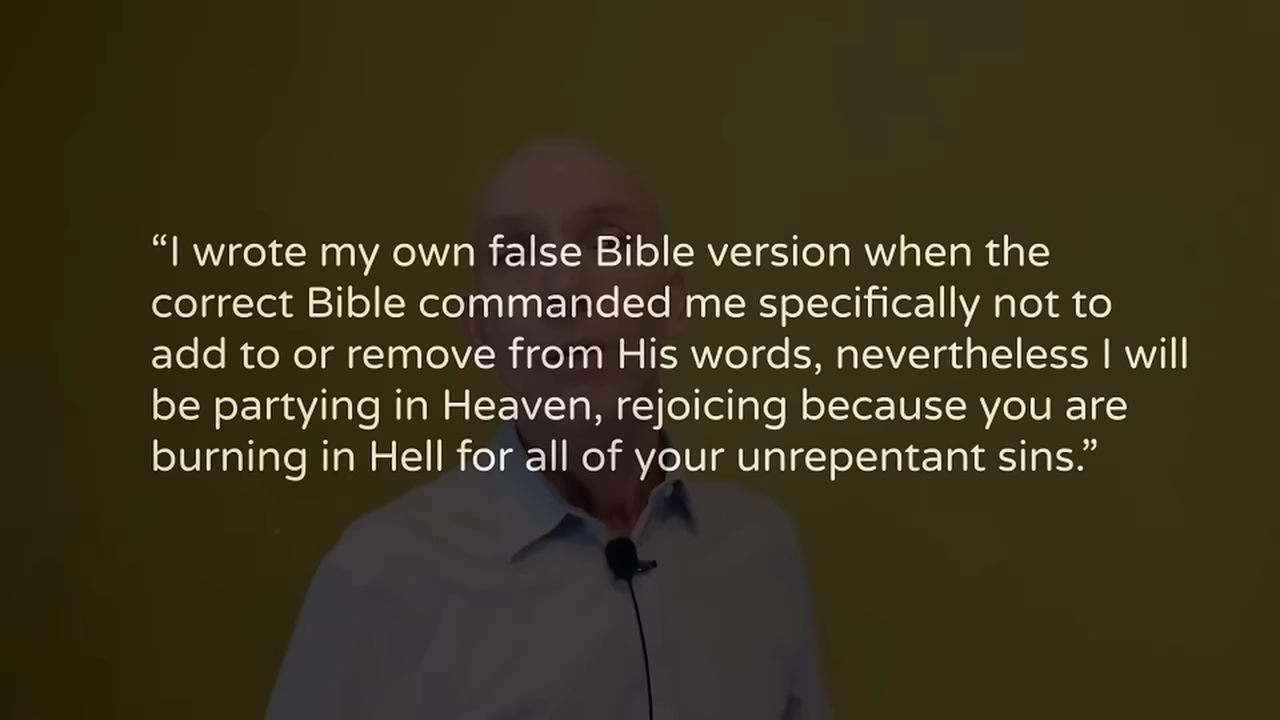 “I wrote my own false Bible version when the
correct Bible commanded me specifically not to
add to or remove from His words, nevertheless I will
be partying in Heaven, rejoicing because you are
burning in Hell for all of your unrepentant sins.”